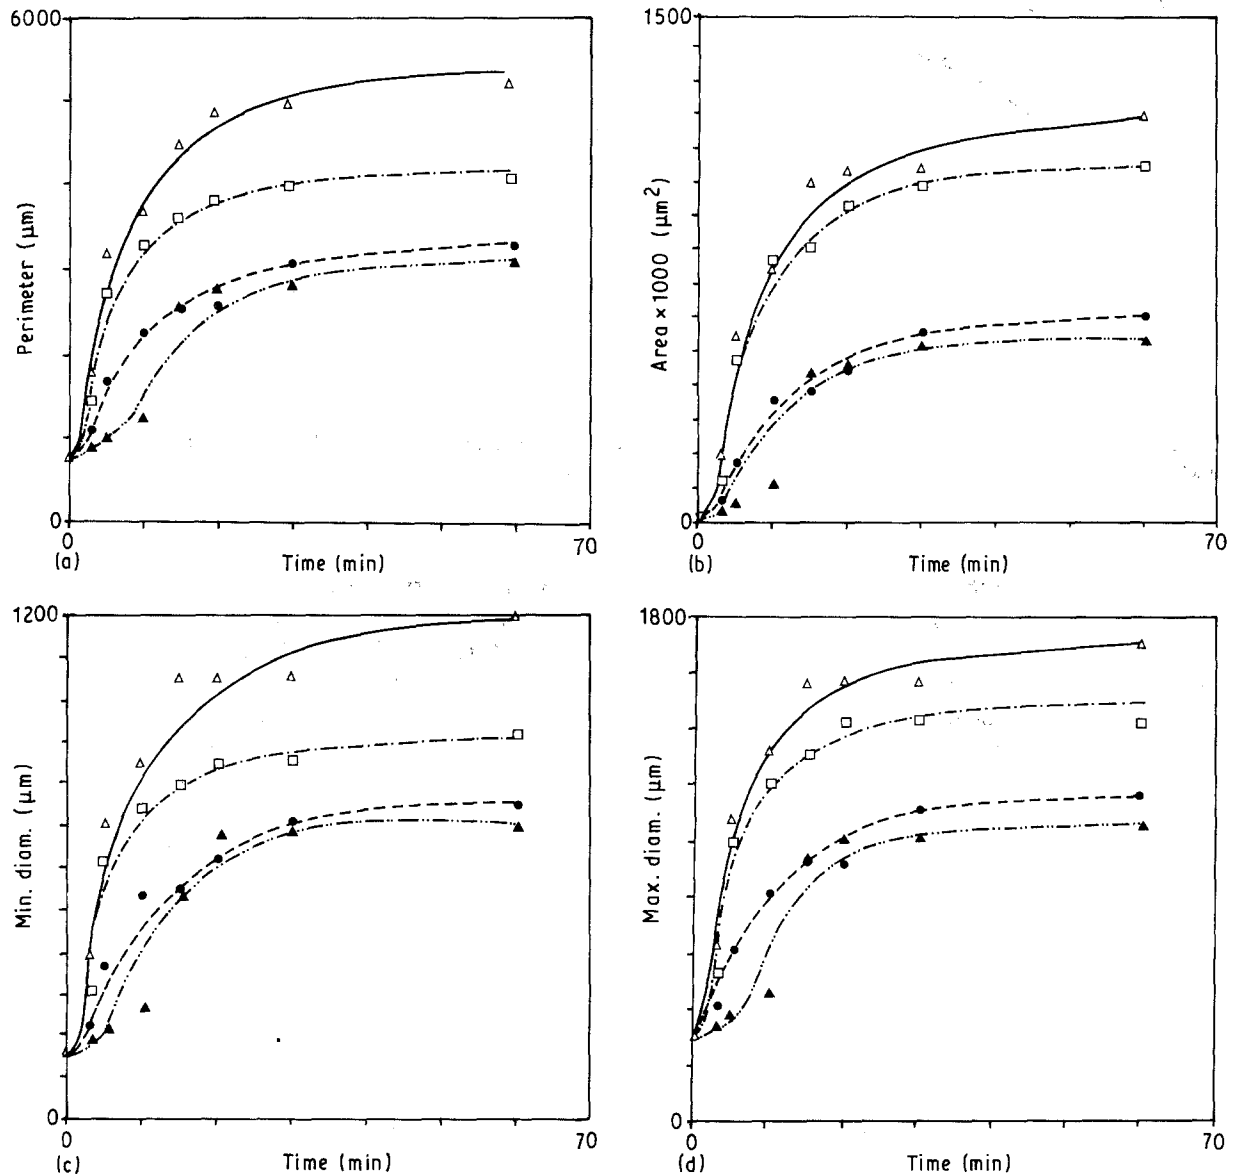 6000
Perimeter (μm)
0
0
70
(a)
Time (min)
1500
Area × 1000 (μm²)
0
0
70
(b)
Time (min)
1200
Min. diam. (μm)
0
0
70
(c)
Time (min)
1800
Max. diam. (μm)
0
0
70
(d)
Time (min)